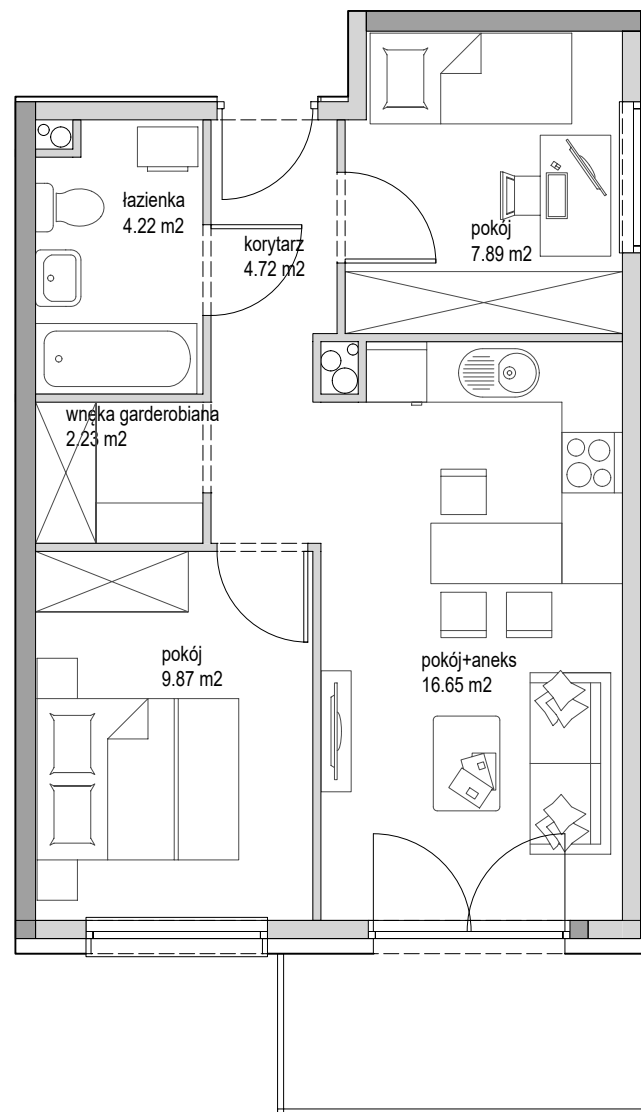 łazienka
4.22 m2
korytarz
4.72 m2
pokój
7.89 m2
wnęka garderobiana
2.23 m2
pokój
9.87 m2
pokój+aneks
16.65 m2